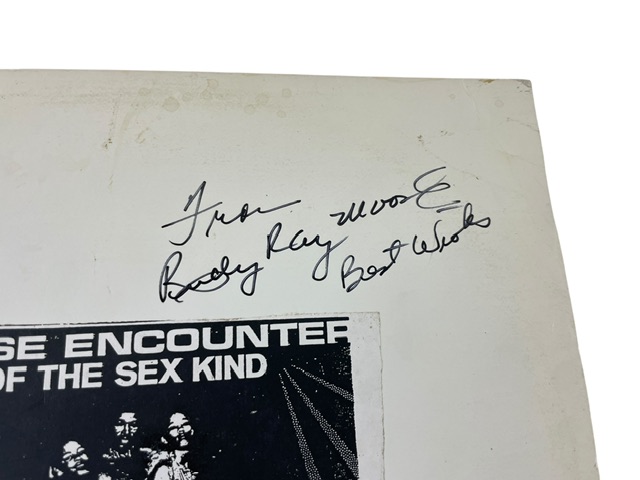 From
Rudy Ray Moore
Best Wishes
SE ENCOUNTER
OF THE SEX KIND